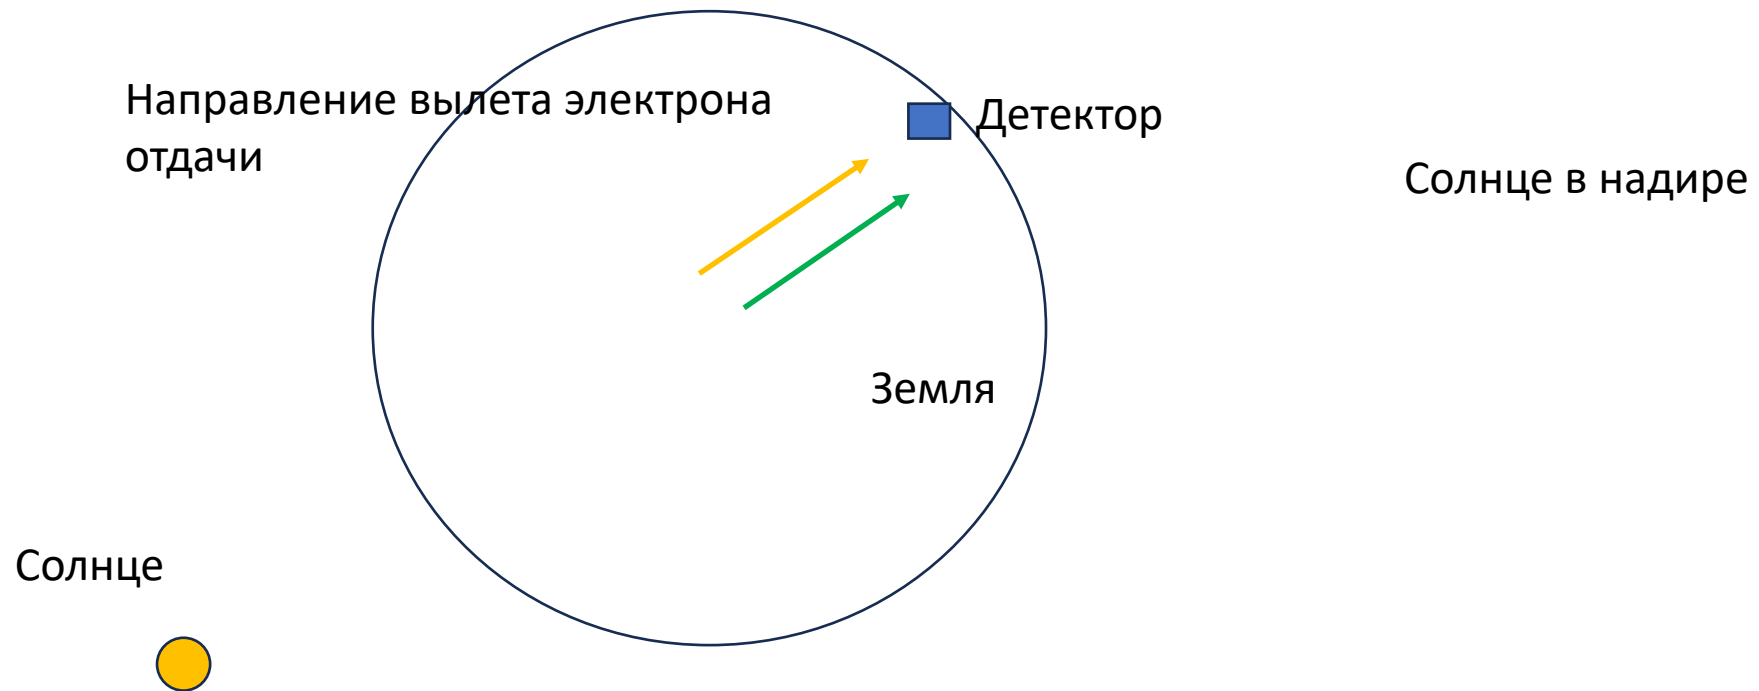 Направление вылета электрона
отдачи
Детектор
Солнце в надире
Земля
Солнце